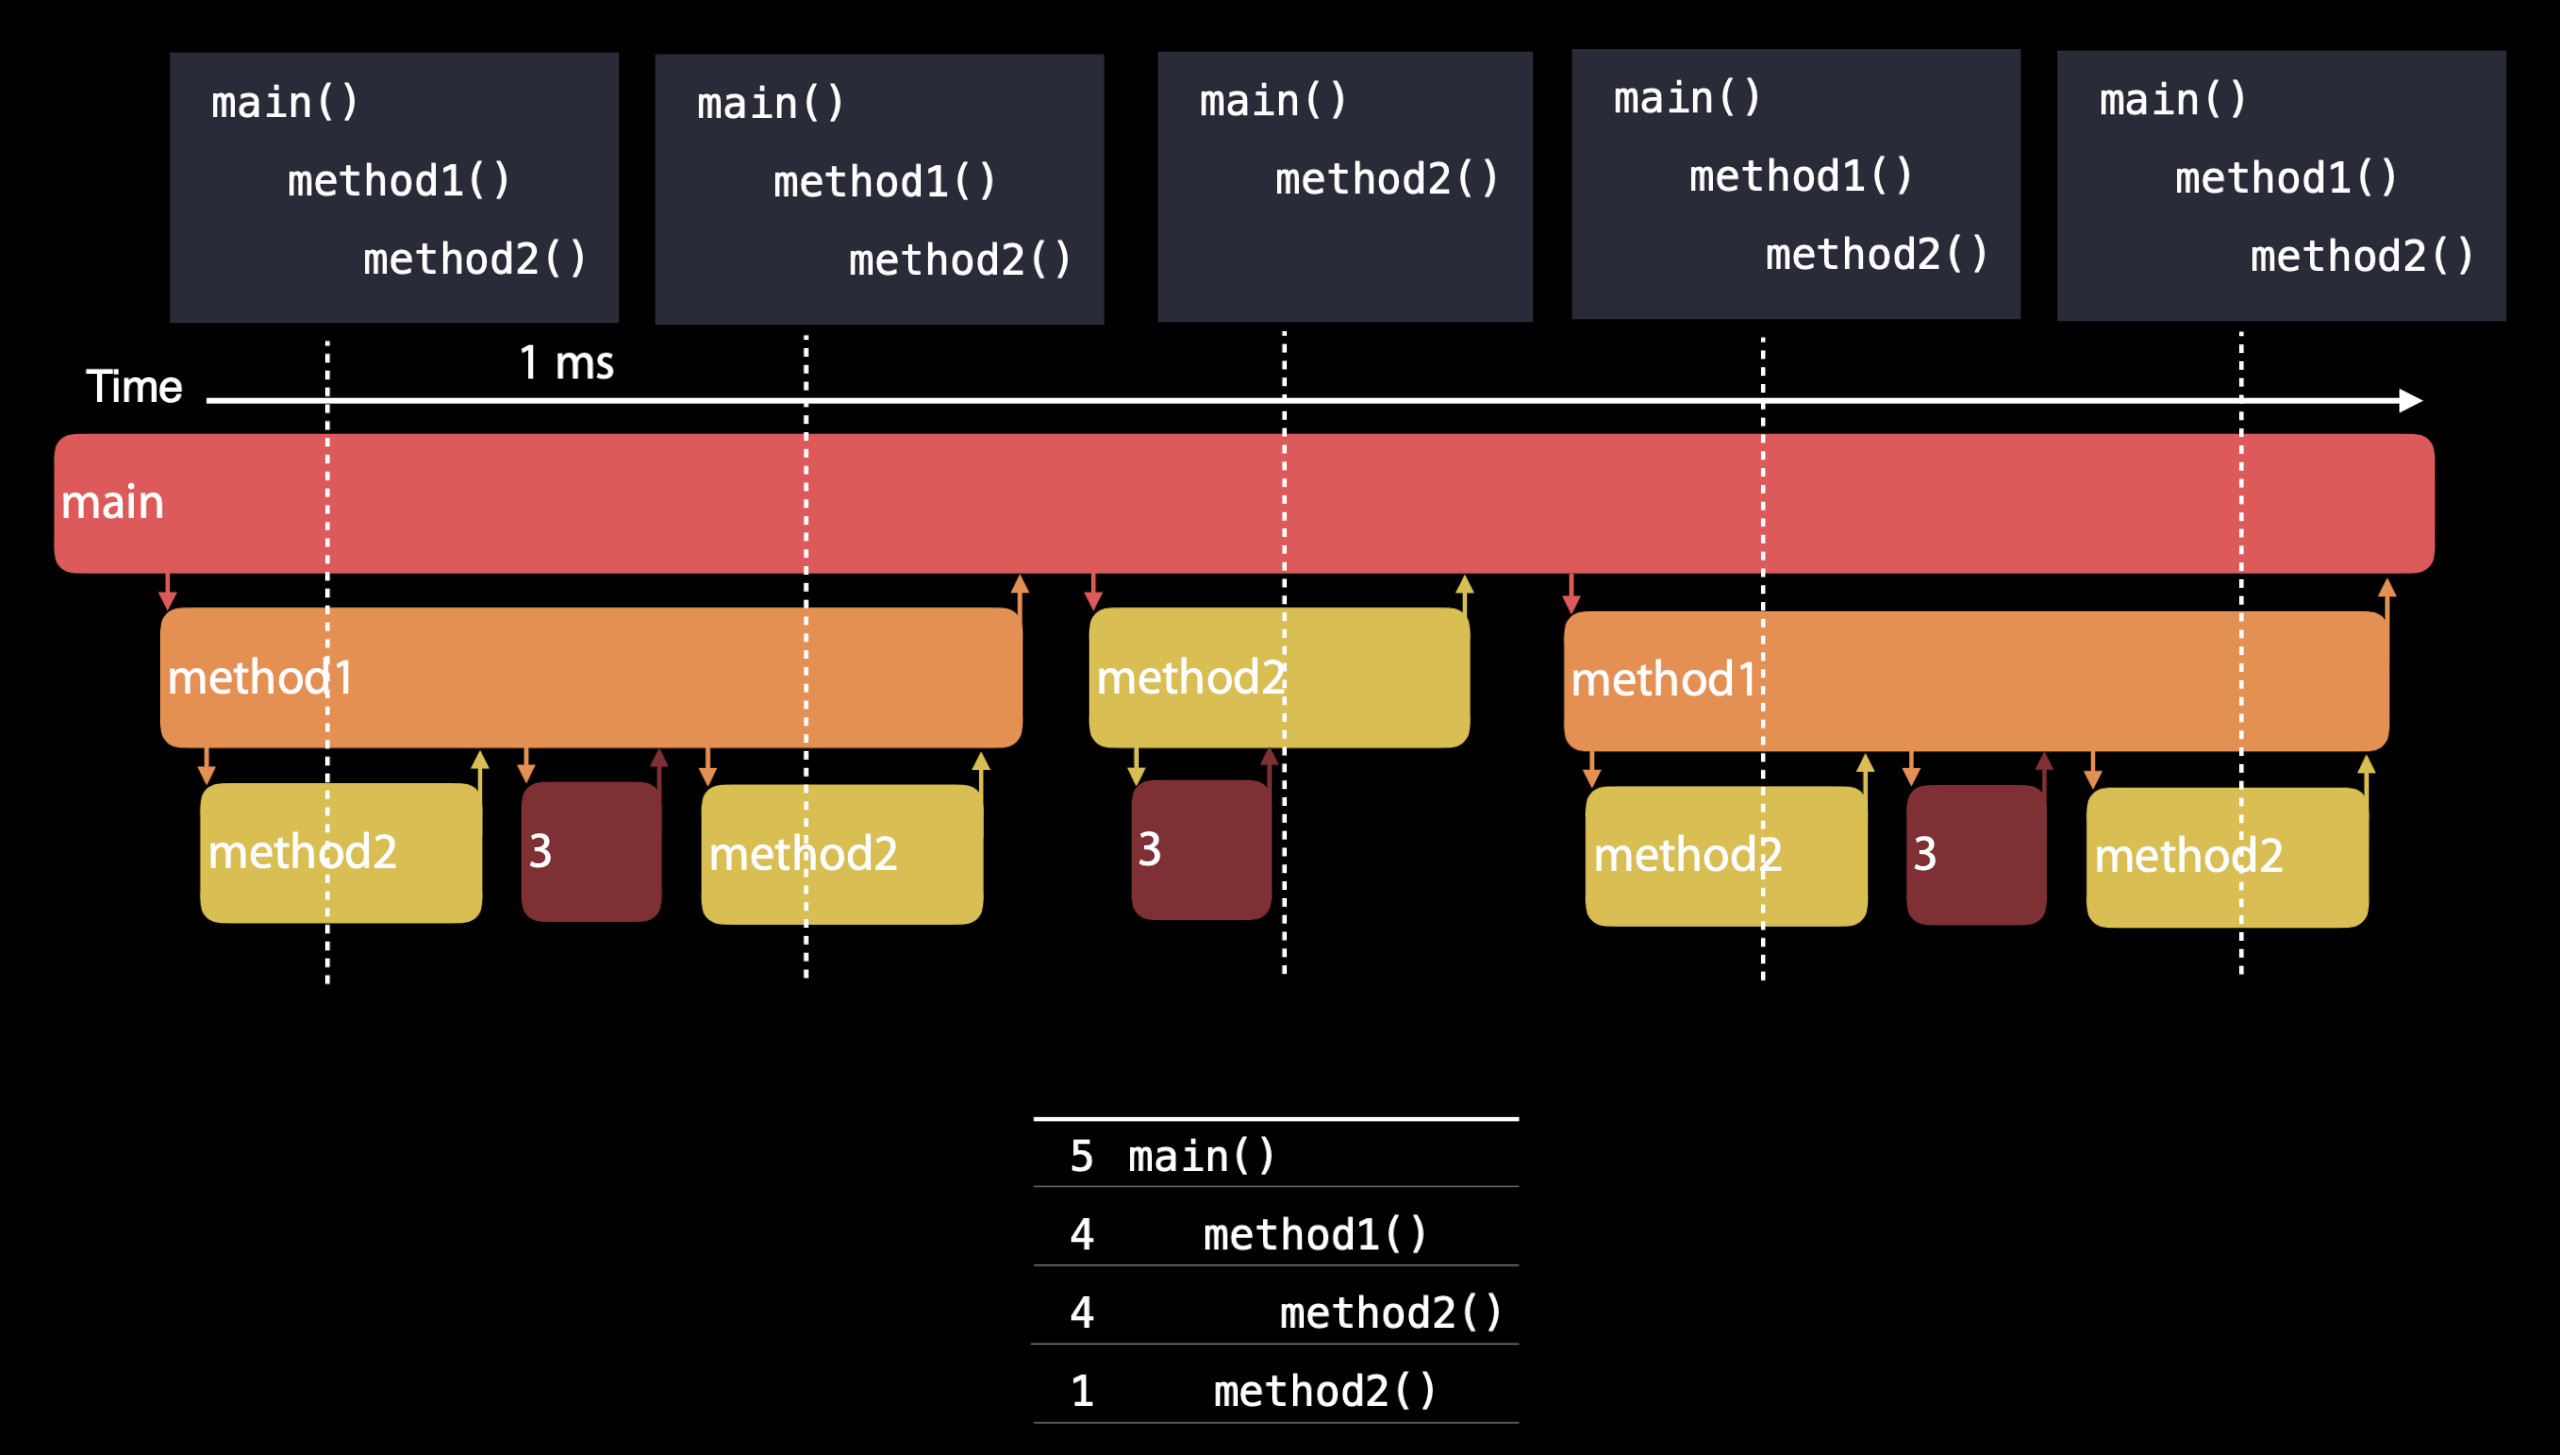 main()
method1()
method2()
main()
method1()
method2()
main()
method2()
main()
method1()
method2()
main()
method1()
method2()
Time
1 ms
main
method1
method2
method1
method2
3
method2
3
method2
3
method2
5 main()
4 method1()
4 method2()
1 method2()